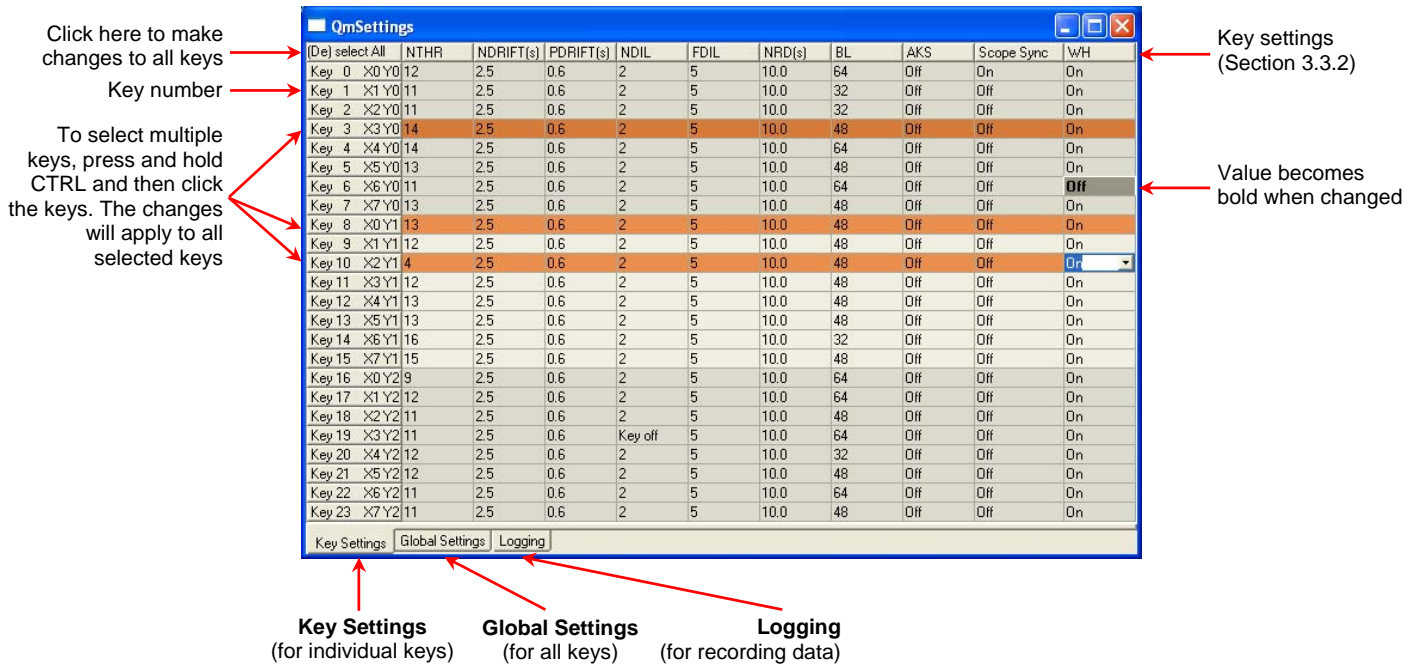 Click here to make
changes to all keys
Key number
To select multiple
keys, press and hold
CTRL and then click
the keys. The changes
will apply to all
selected keys
QmSettings
(De) select All NTHR NDRIFT(s) PDRIFT(s) NDIL FDIL NRD(s) BL AKS Scope Sync WH
Key 0 X0 Y0 12 2.5 0.6 2 5 10.0 64 Off On On
Key 1 X1 Y0 11 2.5 0.6 2 5 10.0 32 Off Off On
Key 2 X2 Y0 11 2.5 0.6 2 5 10.0 32 Off Off On
Key 3 X3 Y0 14 2.5 0.6 2 5 10.0 48 Off Off On
Key 4 X4 Y0 14 2.5 0.6 2 5 10.0 64 Off Off On
Key 5 X5 Y0 13 2.5 0.6 2 5 10.0 48 Off Off On
Key 6 X6 Y0 11 2.5 0.6 2 5 10.0 64 Off Off Off
Key 7 X7 Y0 13 2.5 0.6 2 5 10.0 48 Off Off On
Key 8 X0 Y1 13 2.5 0.6 2 5 10.0 48 Off Off On
Key 9 X1 Y1 12 2.5 0.6 2 5 10.0 48 Off Off On
Key 10 X2 Y1 4 2.5 0.6 2 5 10.0 48 Off Off On
Key 11 X3 Y1 12 2.5 0.6 2 5 10.0 48 Off Off On
Key 12 X4 Y1 13 2.5 0.6 2 5 10.0 48 Off Off On
Key 13 X5 Y1 13 2.5 0.6 2 5 10.0 48 Off Off On
Key 14 X6 Y1 16 2.5 0.6 2 5 10.0 32 Off Off On
Key 15 X7 Y1 15 2.5 0.6 2 5 10.0 48 Off Off On
Key 16 X0 Y2 9 2.5 0.6 2 5 10.0 64 Off Off On
Key 17 X1 Y2 12 2.5 0.6 2 5 10.0 64 Off Off On
Key 18 X2 Y2 11 2.5 0.6 2 5 10.0 48 Off Off On
Key 19 X3 Y2 11 2.5 0.6 Key off 5 10.0 64 Off Off On
Key 20 X4 Y2 12 2.5 0.6 2 5 10.0 32 Off Off On
Key 21 X5 Y2 12 2.5 0.6 2 5 10.0 48 Off Off On
Key 22 X6 Y2 11 2.5 0.6 2 5 10.0 64 Off Off On
Key 23 X7 Y2 11 2.5 0.6 2 5 10.0 48 Off Off On
Key Settings Global Settings Logging
Key settings
(Section 3.3.2)
Value becomes
bold when changed
Key Settings
(for individual keys)
Global Settings
(for all keys)
Logging
(for recording data)